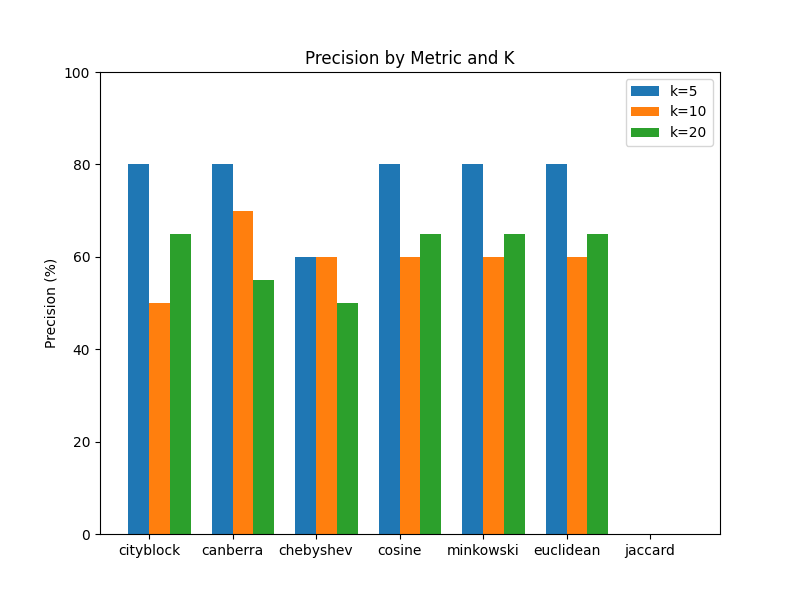 Precision by Metric and K
k=5
k=10
k=20
Precision (%)
100
80
60
40
20
0
cityblock canberra chebyshev cosine minkowski euclidean jaccard